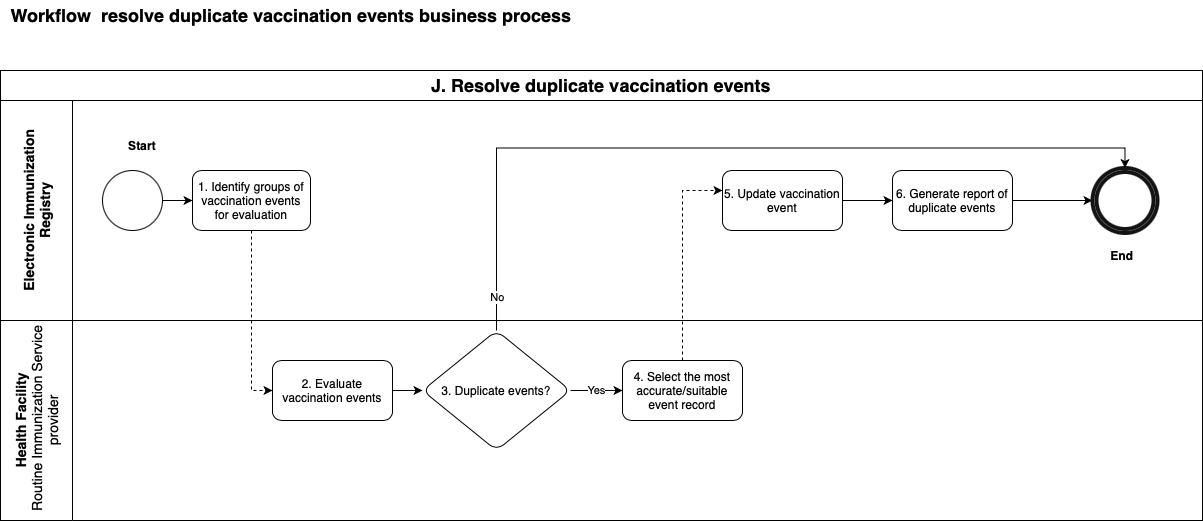 Workflow  resolve duplicate vaccination events business process
J. Resolve duplicate vaccination events
Electronic Immunization
Registry
Start
1. Identify groups of
vaccination events
for evaluation
5. Update vaccination
event
6. Generate report of
duplicate events
End
No
Health Facility
Routine Immunization Service
provider
2. Evaluate
vaccination events
3. Duplicate events?
Yes
4. Select the most
accurate/suitable
event record